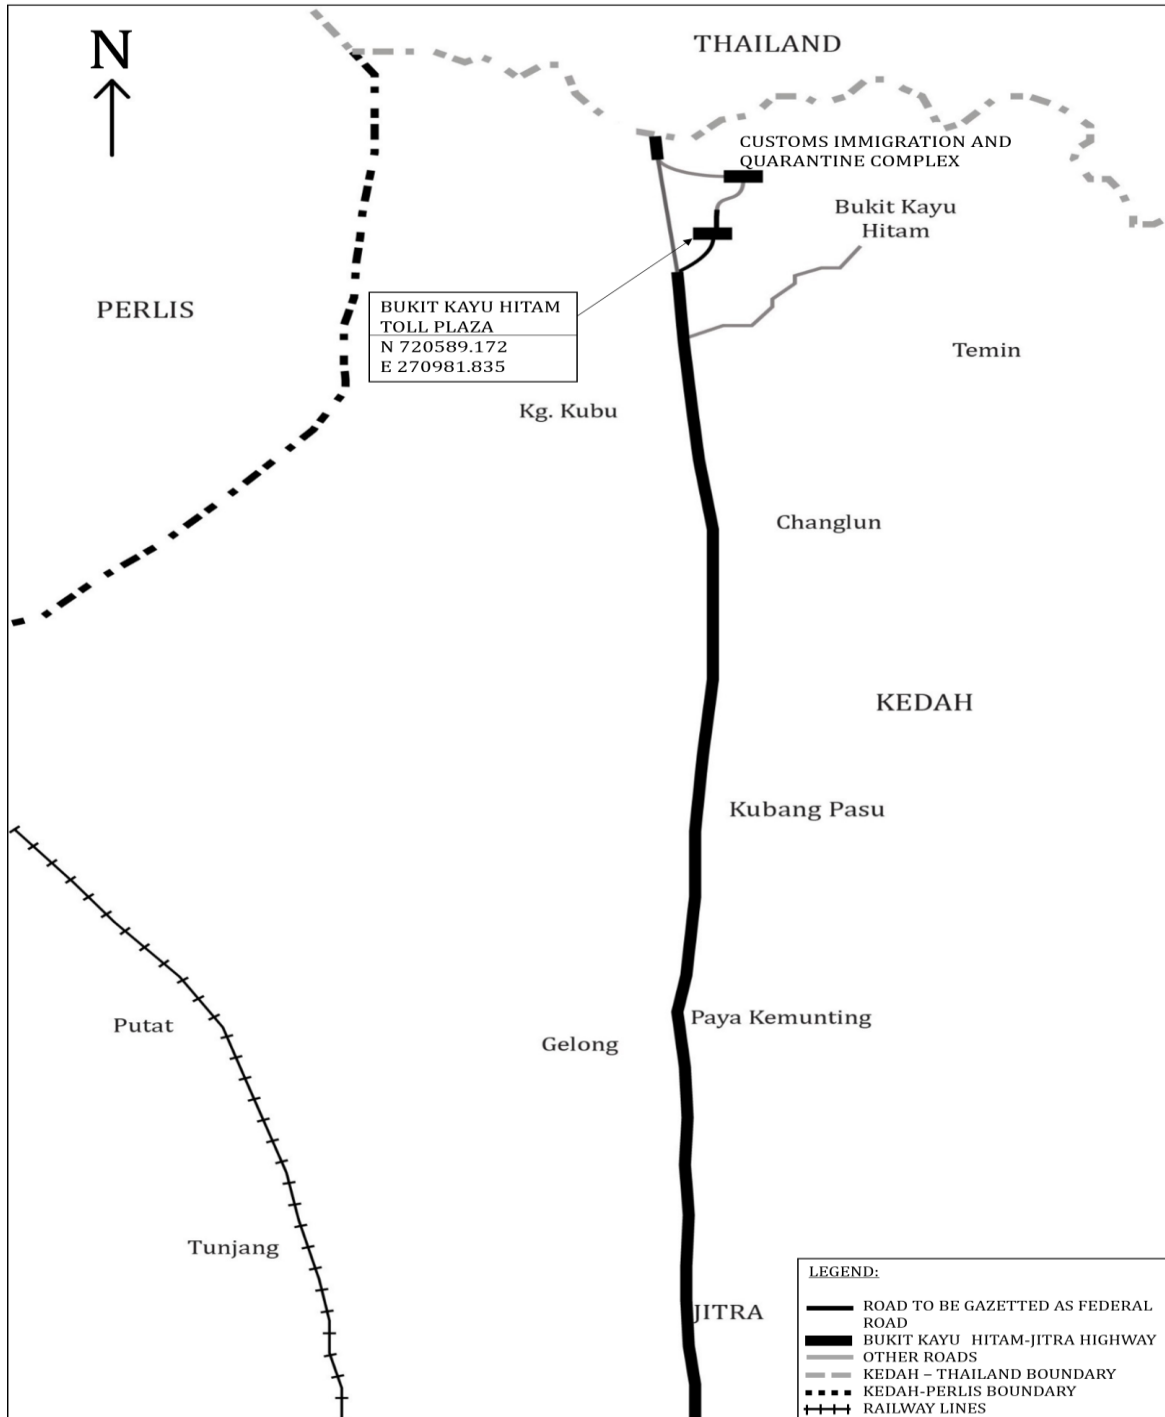 N
THAILAND
CUSTOMS IMMIGRATION AND
QUARANTINE COMPLEX
Bukit Kayu
Hitam
PERLIS
BUKIT KAYU HITAM
TOLL PLAZA
N 720589.172
E 270981.835
Temin
Kg. Kubu
Changlun
KEDAH
Kubang Pasu
Putat
Paya Kemunting
Gelong
Tunjang
JITRA
LEGEND:
ROAD TO BE GAZETTED AS FEDERAL
ROAD
BUKIT KAYU HITAM-JITRA HIGHWAY
OTHER ROADS
KEDAH – THAILAND BOUNDARY
KEDAH-PERLIS BOUNDARY
RAILWAY LINES